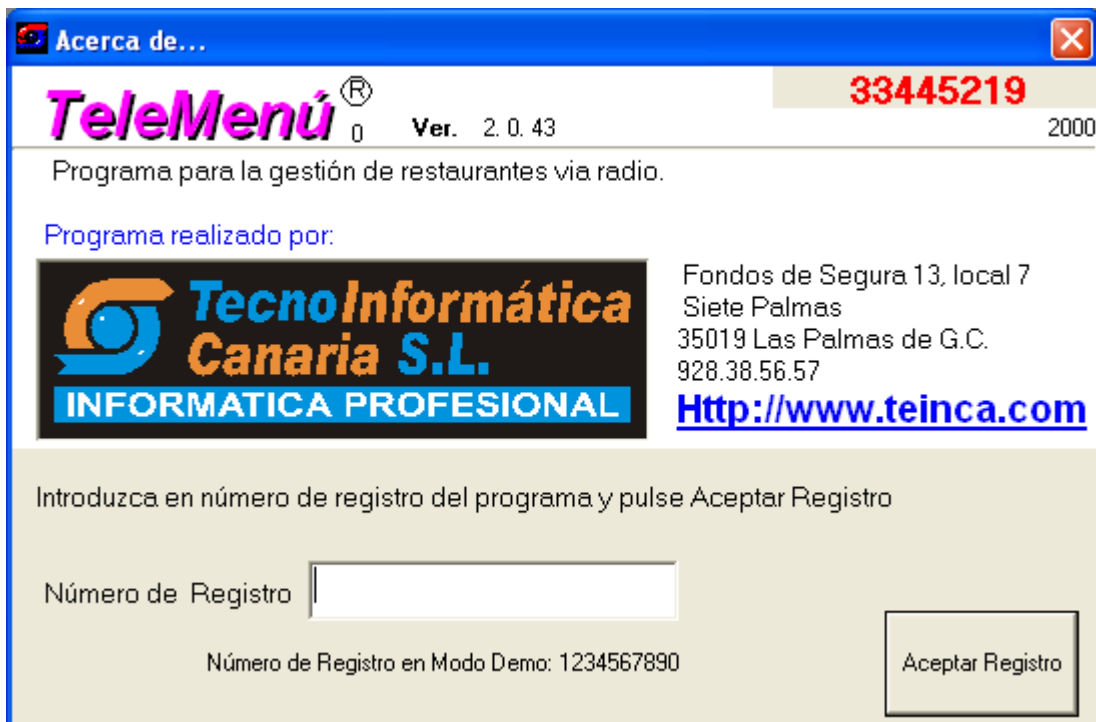 Acerca de...
TeleMenú ®
0 Ver. 2. 0. 43
33445219
2000
Programa para la gestión de restaurantes via radio.
Programa realizado por:
TecnoInformática
Canaria S.L.
INFORMATICA PROFESIONAL
Fondos de Segura 13, local 7
Siete Palmas
35019 Las Palmas de G.C.
928.38.56.57
Http://www.teinca.com
Introduzca en número de registro del programa y pulse Aceptar Registro
Número de Registro
Número de Registro en Modo Demo: 1234567890
Aceptar Registro